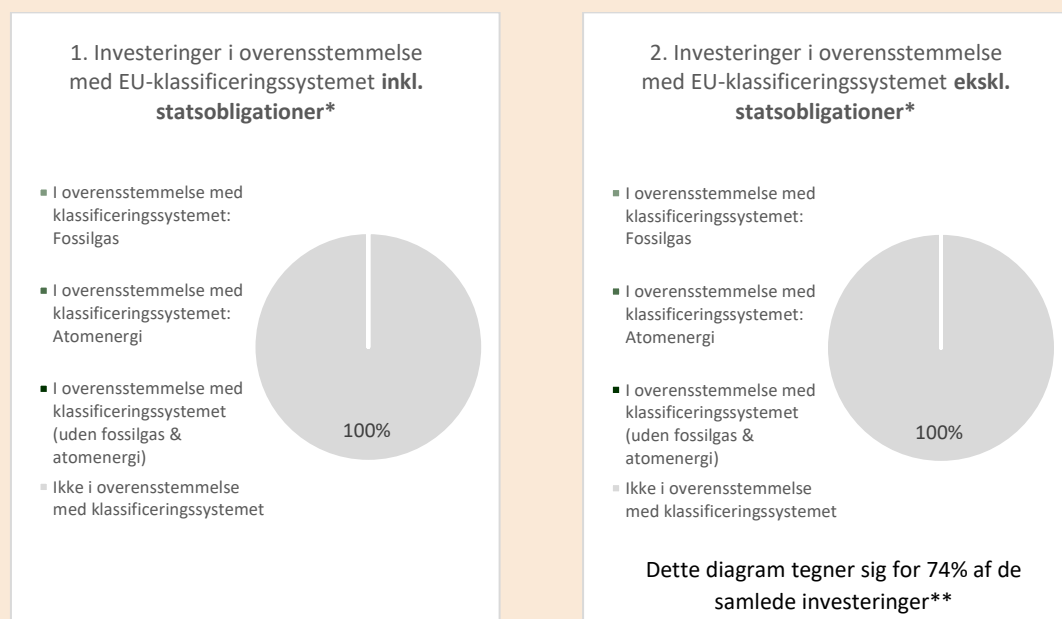 1. Investeringer i overensstemmelse
med EU-klassificeringssystemet inkl.
statsobligationer*
I overensstemmelse med
klassificeringssystemet:
Fossilgas
I overensstemmelse med
klassificeringssystemet:
Atomenergi
I overensstemmelse med
klassificeringssystemet
(uden fossilgas &
atomenergi)
Ikke i overensstemmelse
med klassificeringssystemet
100%
2. Investeringer i overensstemmelse
med EU-klassificeringssystemet ekskl.
statsobligationer*
I overensstemmelse med
klassificeringssystemet:
Fossilgas
I overensstemmelse med
klassificeringssystemet:
Atomenergi
I overensstemmelse med
klassificeringssystemet
(uden fossilgas &
atomenergi)
Ikke i overensstemmelse
med klassificeringssystemet
100%
Dette diagram tegner sig for 74% af de
samlede investeringer**